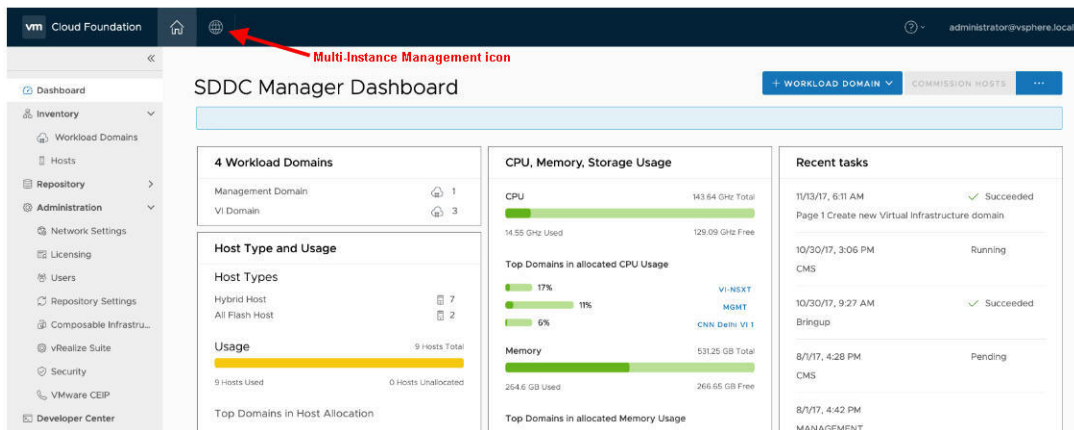 vm Cloud Foundation
administrator@vsphere.local
Multi-Instance Management icon
Dashboard
Inventory
Workload Domains
Hosts
Repository
Administration
Network Settings
Licensing
Users
Repository Settings
Composable Infrastru...
vRealize Suite
Security
VMware CEIP
Developer Center
SDDC Manager Dashboard
+ WORKLOAD DOMAIN
COMMISSION HOSTS
...
4 Workload Domains
Management Domain 1
VI Domain 3
Host Type and Usage
Host Types
Hybrid Host 7
All Flash Host 2
Usage 9 Hosts Total
9 Hosts Used 0 Hosts Unallocated
Top Domains in Host Allocation
CPU, Memory, Storage Usage
CPU 143.64 GHz Total
14.55 GHz Used 129.09 GHz Free
Top Domains in allocated CPU Usage
17% VI-NSXT
11% MGMT
6% CNN Delhi VI 1
Memory 531.25 GB Total
264.6 GB Used 266.65 GB Free
Top Domains in allocated Memory Usage
Recent tasks
11/13/17, 6:11 AM Succeeded
Page 1 Create new Virtual Infrastructure domain
10/30/17, 3:06 PM Running
CMS
10/30/17, 9:27 AM Succeeded
Bringup
8/1/17, 4:28 PM Pending
CMS
8/1/17, 4:42 PM
MANAGEMENT